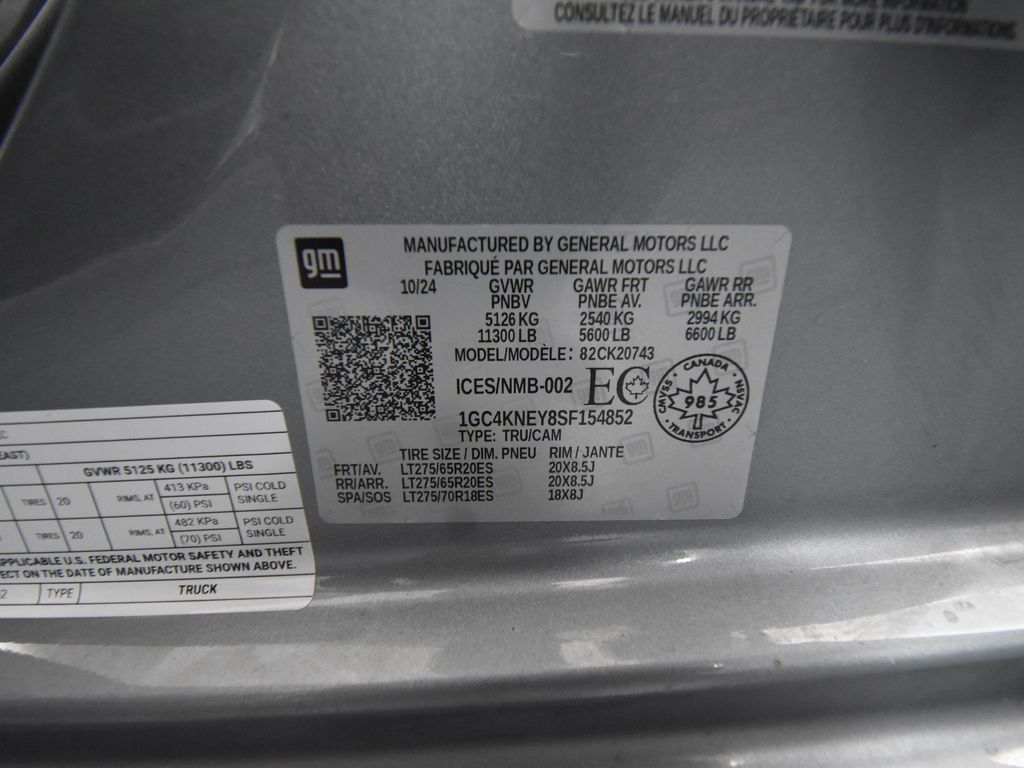 CONSULTEZ LE MANUEL DU PROPRIÉTAIRE POUR PLUS D'INFORMATIONS.
gm
MANUFACTURED BY GENERAL MOTORS LLC
FABRIQUÉ PAR GENERAL MOTORS LLC
10/24 GVWR GAWR FRT GAWR RR
PNBV PNBE AV. PNBE ARR.
5126 KG 2540 KG 2994 KG
11300 LB 5600 LB 6600 LB
MODEL/MODÈLE: 82CK20743
ICES/NMB-002 EC
CANADA
CMVSS 985 NSVAC
TRANSPORT
1GC4KNEY8SF154852
TYPE: TRU/CAM
TIRE SIZE / DIM. PNEU RIM / JANTE
FRT/AV. LT275/65R20ES 20X8.5J
RR/ARR. LT275/65R20ES 20X8.5J
SPA/SOS LT275/70R18ES 18X8J
EAST)
GVWR 5125 KG (11300) LBS
TIRES 20 RIMS, AT 413 KPa PSI COLD
(60) PSI SINGLE
TIRES 20 RIMS, AT 482 KPa PSI COLD
(70) PSI SINGLE
PPLICABLE U.S. FEDERAL MOTOR SAFETY AND THEFT
ECT ON THE DATE OF MANUFACTURE SHOWN ABOVE.
2 TYPE TRUCK